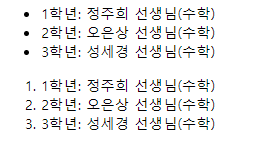 • 1학년: 정주희 선생님(수학)
• 2학년: 오은상 선생님(수학)
• 3학년: 성세경 선생님(수학)
1. 1학년: 정주희 선생님(수학)
2. 2학년: 오은상 선생님(수학)
3. 3학년: 성세경 선생님(수학)